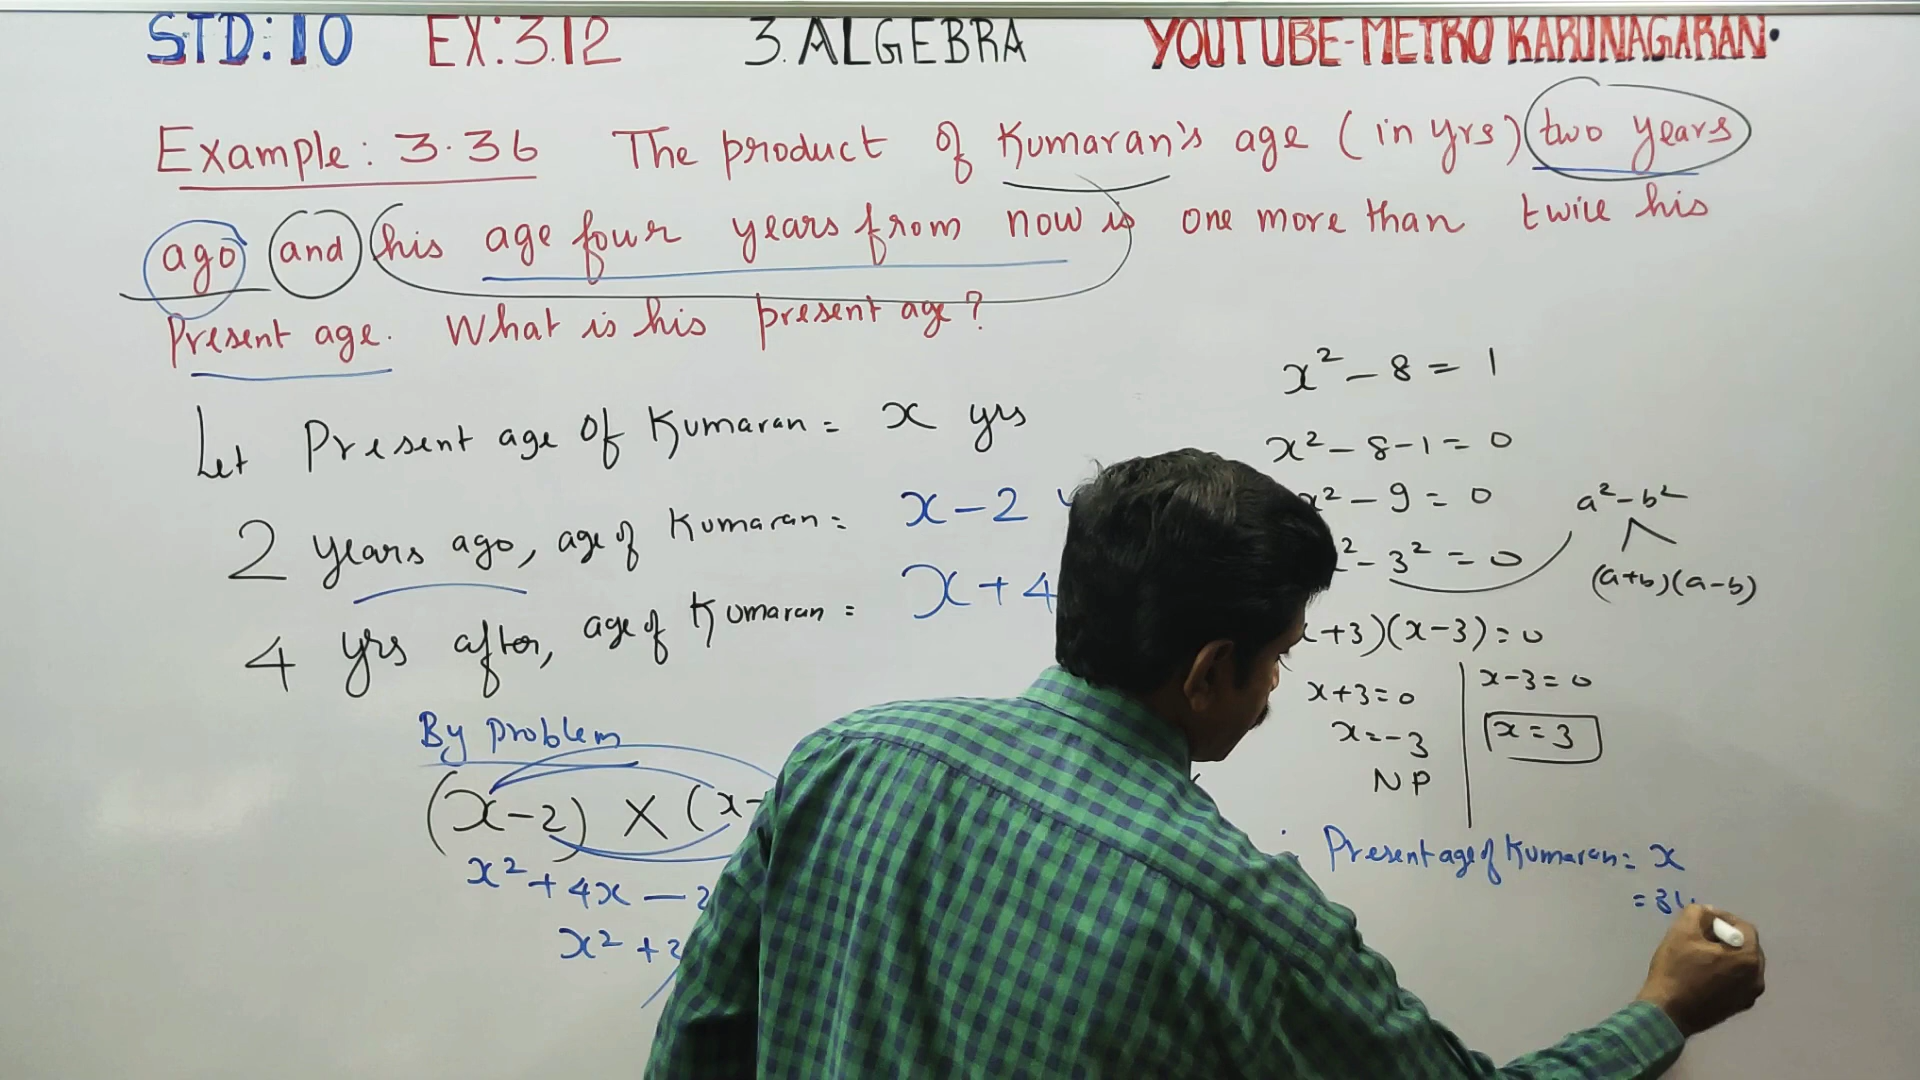 STD: 10 EX: 3.12 3. ALGEBRA YOUTUBE-METRO KARUNAGARAN.
Example: 3.36 The product of Kumaran's age (in yrs) two years
ago and his age four years from now is one more than twice his
Present age. What is his present age?
Let Present age of Kumaran = x yrs
2 years ago, age of Kumaran = x-2
4 yrs after, age of Kumaran = x+4
By problem
(x-2) X (x-
x² + 4x - 2
x² + 2
x² - 8 = 1
x² - 8 - 1 = 0
x² - 9 = 0
² - 3² = 0
a² - b²
(a+b)(a-b)
+3)(x-3) = 0
x+3=0
x=-3
NP
x-3=0
x=3
Present age of Kumaran = x
= 3